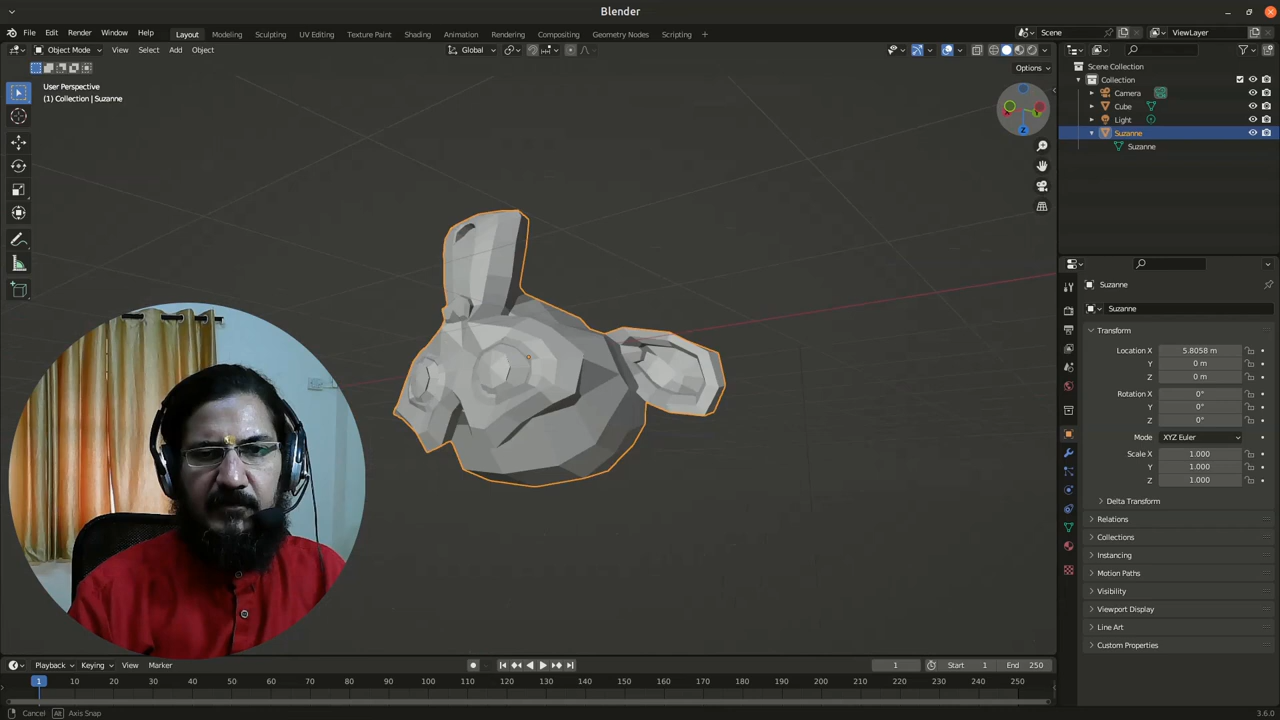 Blender
File Edit Render Window Help Layout Modeling Sculpting UV Editing Texture Paint Shading Animation Rendering Compositing Geometry Nodes Scripting + Scene ViewLayer
Object Mode View Select Add Object Global
Options
User Perspective
(1) Collection | Suzanne
X
Y
Z
Scene Collection
Collection
Camera
Cube
Light
Suzanne
Suzanne
Suzanne
Suzanne
Transform
Location X 5.8058 m
Y 0 m
Z 0 m
Rotation X 0°
Y 0°
Z 0°
Mode XYZ Euler
Scale X 1.000
Y 1.000
Z 1.000
Delta Transform
Relations
Collections
Instancing
Motion Paths
Visibility
Viewport Display
Line Art
Custom Properties
Playback Keying View Marker 1 Start 1 End 250
1 10 20 30 40 50 60 70 80 90 100 110 120 130 140 150 160 170 180 190 200 210 220 230 240 250
Cancel Alt Axis Snap 3.6.0